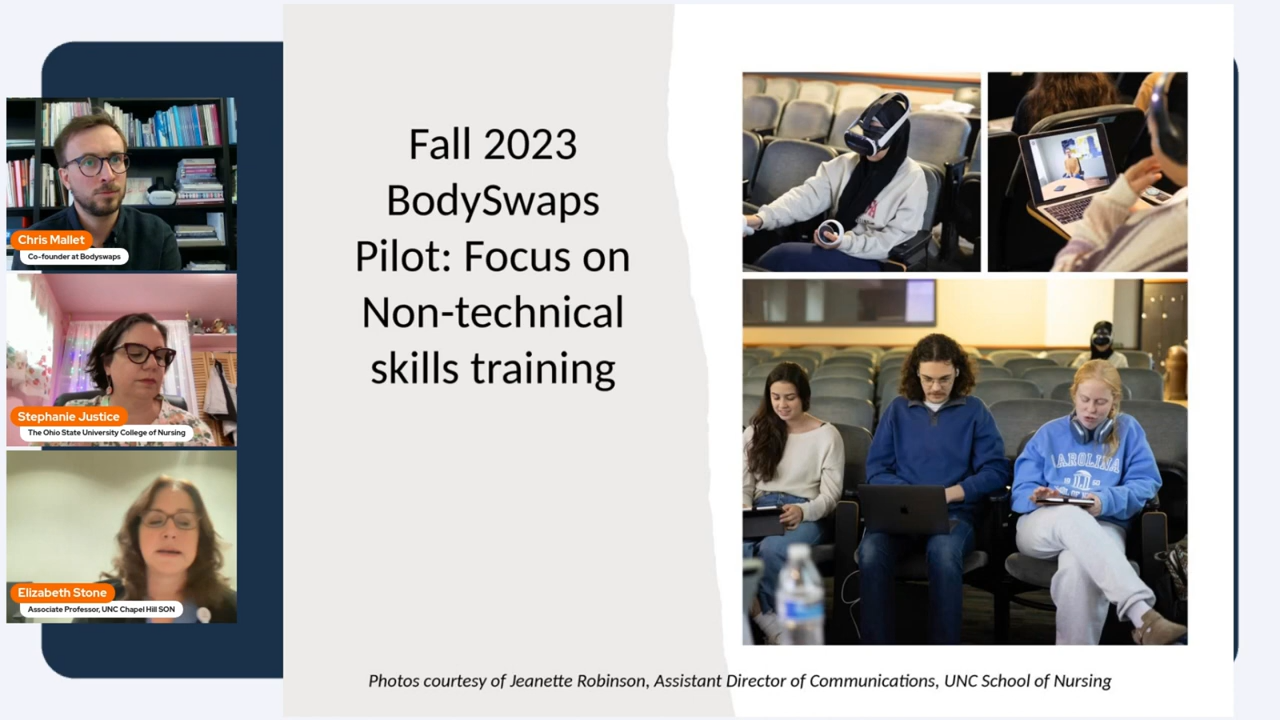 Chris Mallet
Co-founder at Bodyswaps
Stephanie Justice
The Ohio State University College of Nursing
Elizabeth Stone
Associate Professor, UNC Chapel Hill SON
Fall 2023
BodySwaps
Pilot: Focus on
Non-technical
skills training
Photos courtesy of Jeanette Robinson, Assistant Director of Communications, UNC School of Nursing